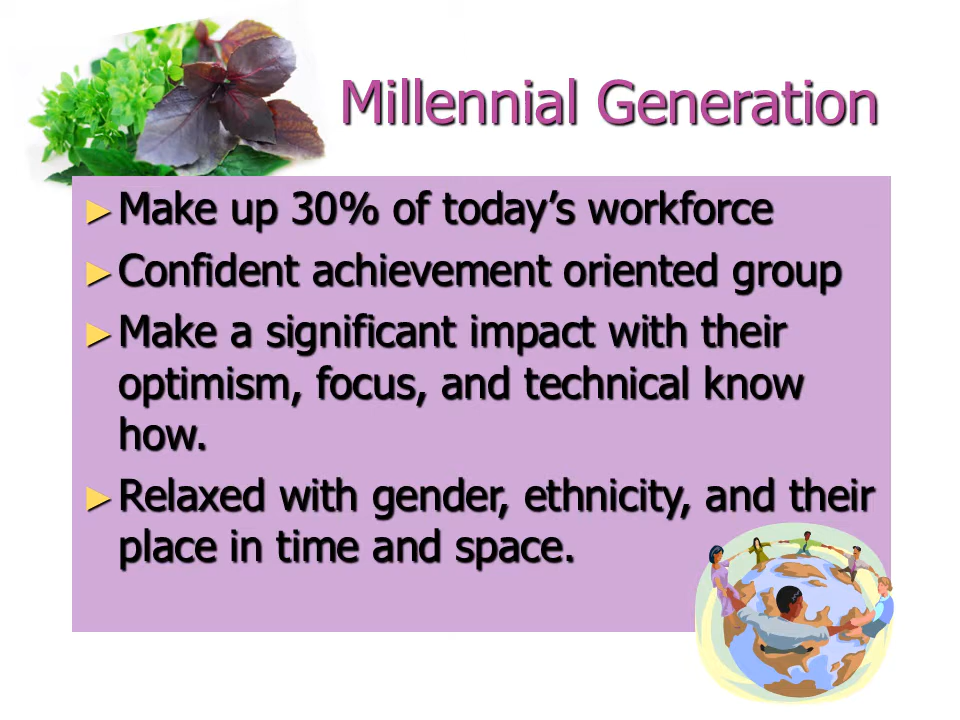 Millennial Generation
► Make up 30% of today’s workforce
► Confident achievement oriented group
► Make a significant impact with their
optimism, focus, and technical know
how.
► Relaxed with gender, ethnicity, and their
place in time and space.